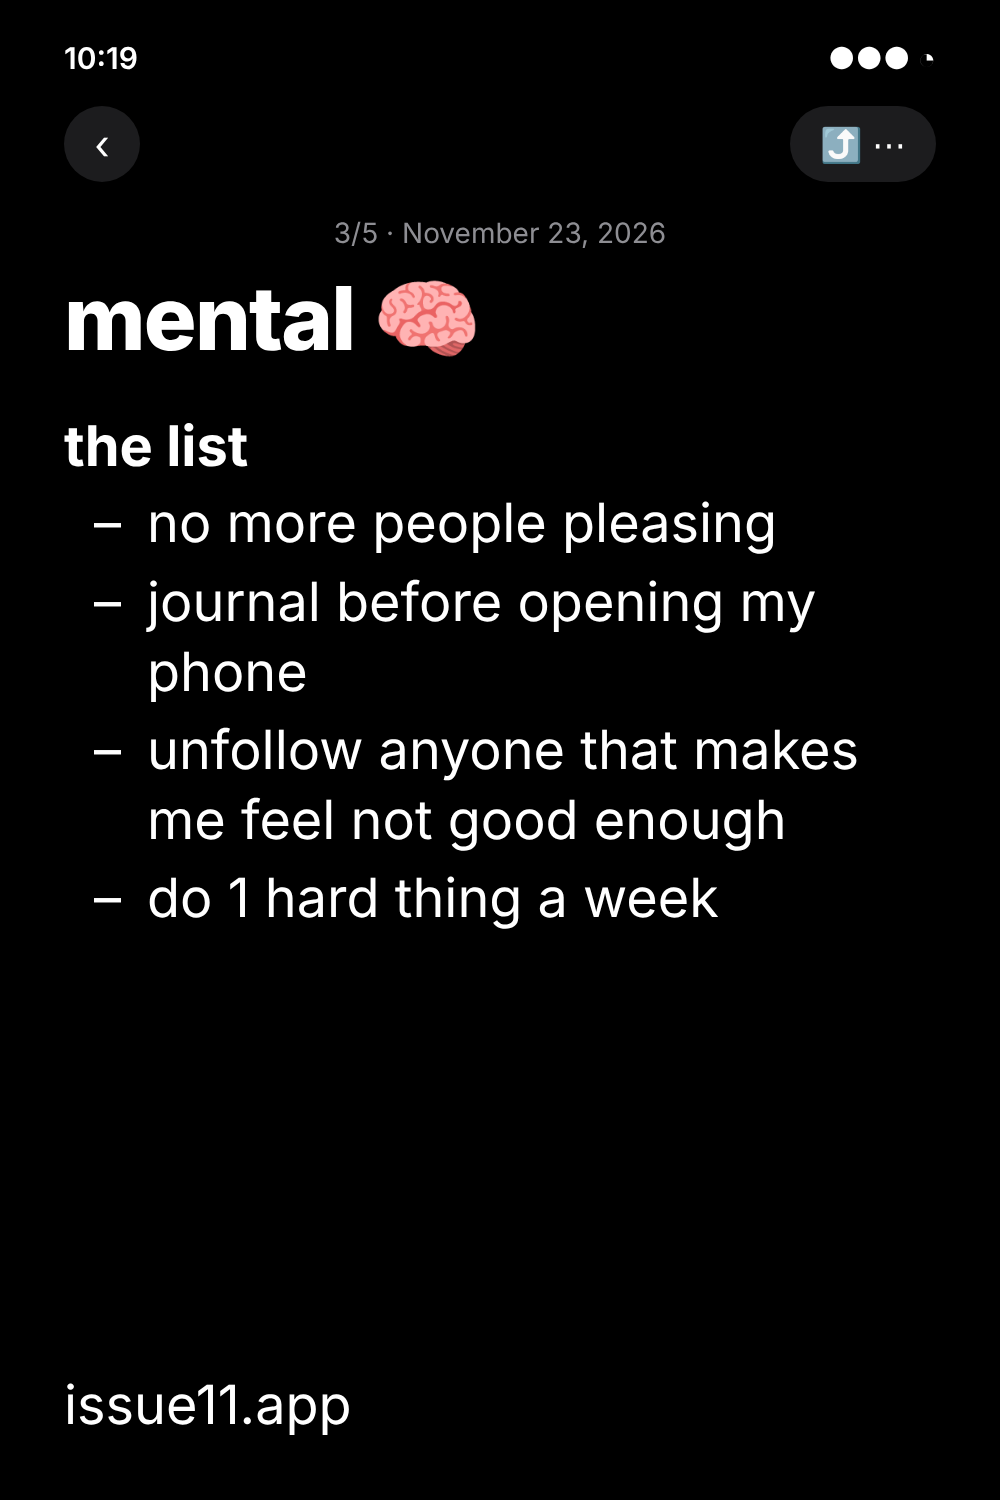 10:19
‹
⤴️ ⋯
3/5 · November 23, 2026
mental 🧠
the list
– no more people pleasing
– journal before opening my
phone
– unfollow anyone that makes
me feel not good enough
– do 1 hard thing a week
issue11.app